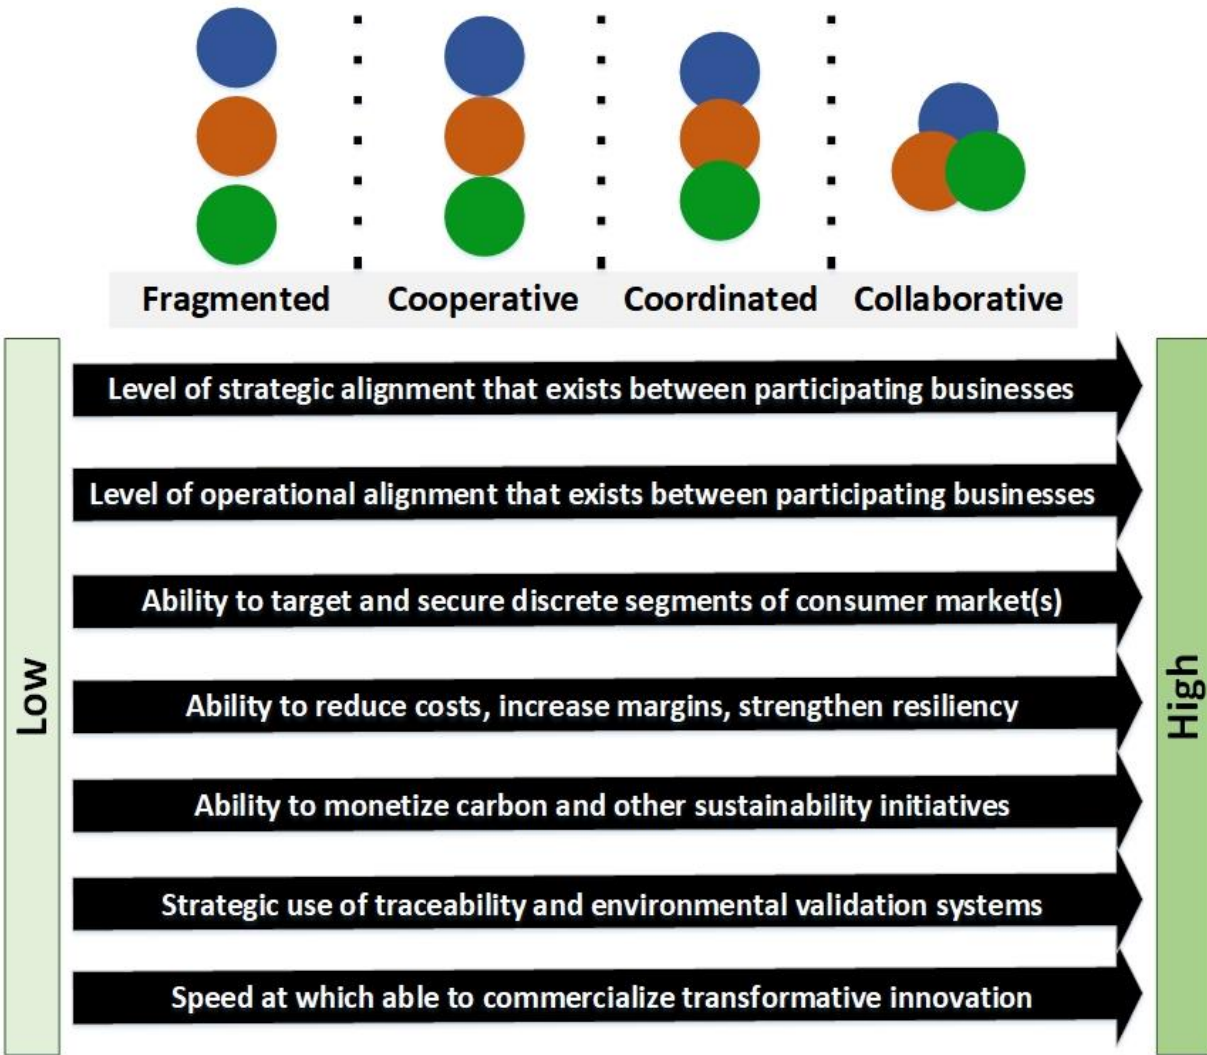 Fragmented Cooperative Coordinated Collaborative
Low
High
Level of strategic alignment that exists between participating businesses
Level of operational alignment that exists between participating businesses
Ability to target and secure discrete segments of consumer market(s)
Ability to reduce costs, increase margins, strengthen resiliency
Ability to monetize carbon and other sustainability initiatives
Strategic use of traceability and environmental validation systems
Speed at which able to commercialize transformative innovation